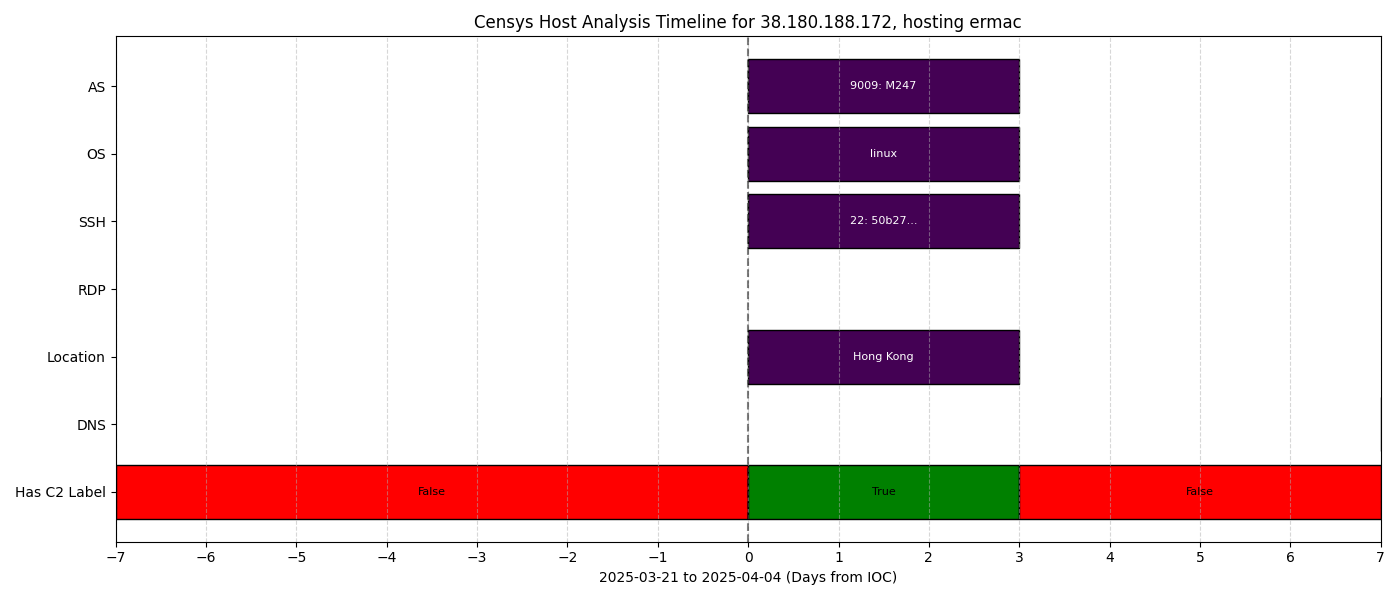 Censys Host Analysis Timeline for 38.180.188.172, hosting ermac
AS
9009: M247
OS
linux
SSH
22: 50b27...
RDP
Location
Hong Kong
DNS
Has C2 Label
False
True
False
−7 −6 −5 −4 −3 −2 −1 0 1 2 3 4 5 6 7
2025-03-21 to 2025-04-04 (Days from IOC)